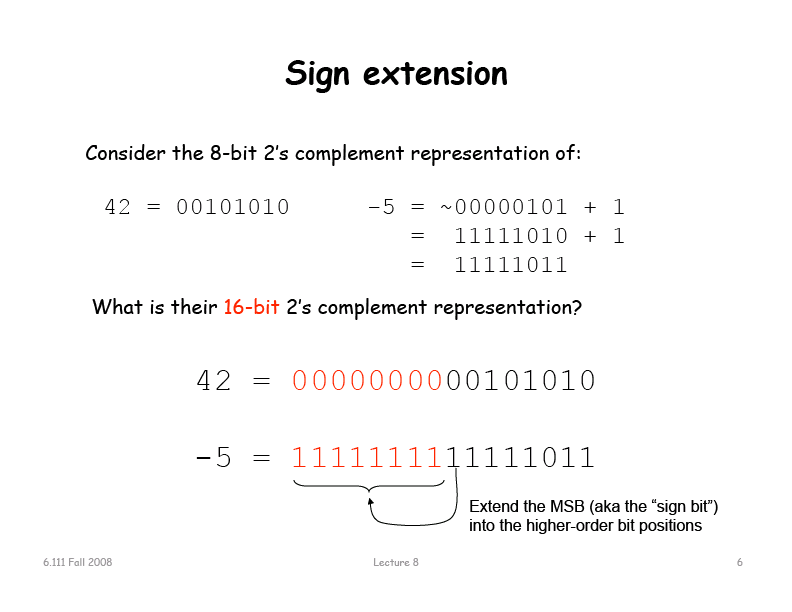 Sign extension
Consider the 8-bit 2’s complement representation of:
42 = 00101010
-5 = ~00000101 + 1
= 11111010 + 1
= 11111011
What is their 16-bit 2’s complement representation?
42 = 0000000000101010
-5 = 1111111111111011
Extend the MSB (aka the “sign bit”)
into the higher-order bit positions
6.111 Fall 2008
Lecture 8
6